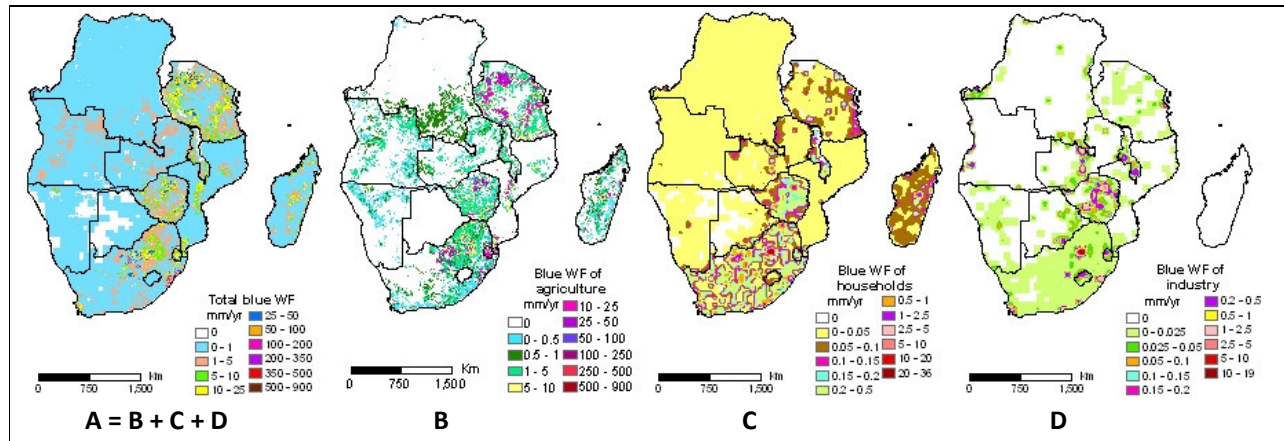 Total blue WF
mm/yr
0
0 - 1
1 - 5
5 - 10
10 - 25
25 - 50
50 - 100
100 - 200
200 - 350
350 - 500
500 - 900
0 750 1,500 Km
A = B + C + D
Blue WF of
agriculture
mm/yr
0
0 - 0.5
0.5 - 1
1 - 5
5 - 10
10 - 25
25 - 50
50 - 100
100 - 250
250 - 500
500 - 900
0 750 1,500 Km
B
Blue WF of
households
mm/yr
0
0 - 0.05
0.05 - 0.1
0.1 - 0.15
0.15 - 0.2
0.2 - 0.5
0.5 - 1
1 - 2.5
2.5 - 5
5 - 10
10 - 20
20 - 36
0 750 1,500 Km
C
Blue WF of
industry
mm/yr
0
0 - 0.025
0.025 - 0.05
0.05 - 0.1
0.1 - 0.15
0.15 - 0.2
0.2 - 0.5
0.5 - 1
1 - 2.5
2.5 - 5
5 - 10
10 - 19
0 750 1,500 Km
D